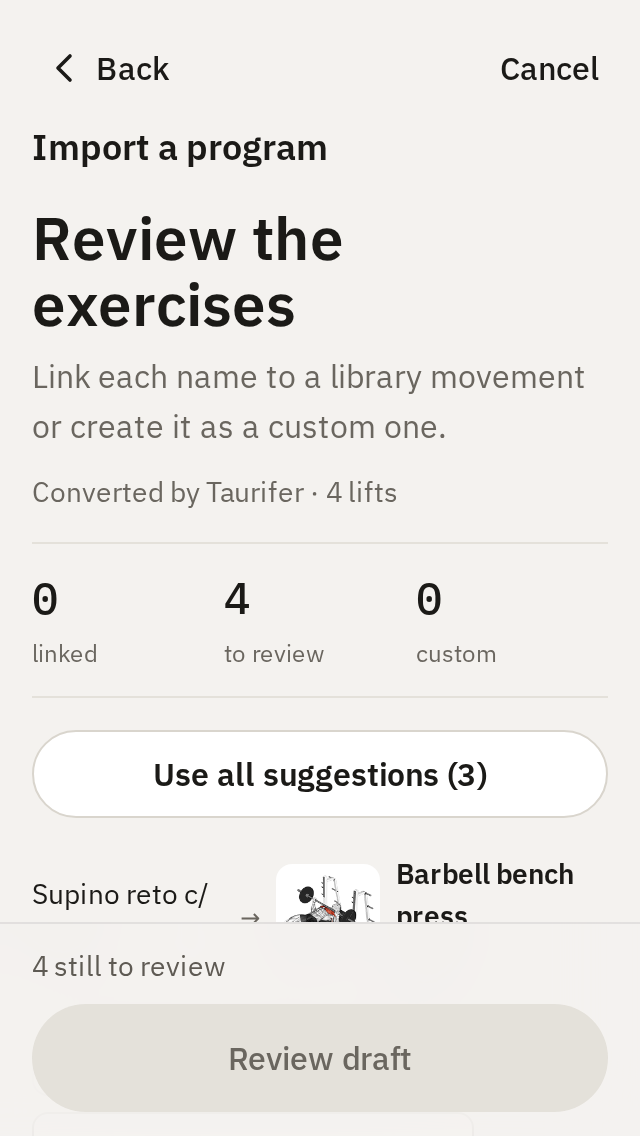 Back
Cancel
Import a program
Review the
exercises
Link each name to a library movement
or create it as a custom one.
Converted by Taurifer · 4 lifts
0
4
0
linked
to review
custom
Use all suggestions (3)
Supino reto c/
→
Barbell bench
press
4 still to review
Review draft